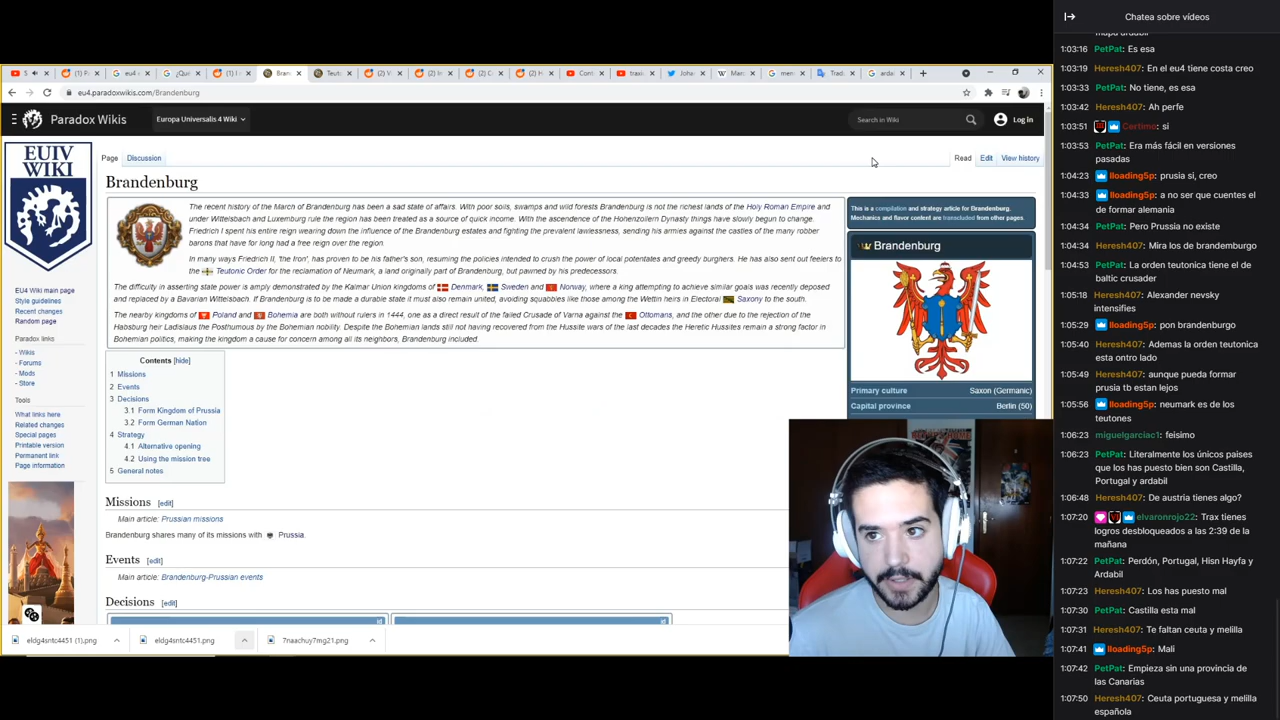 Chatea sobre vídeos
eu4.paradoxwikis.com/Brandenburg
Paradox Wikis
Europa Universalis 4 Wiki
Search in Wiki
Log in
EUIV
WIKI
EU4 Wiki main page
Style guidelines
Recent changes
Random page
Paradox links
- Wikis
- Forums
- Mods
- Store
Tools
What links here
Related changes
Special pages
Printable version
Permanent link
Page information
Page
Discussion
Read
Edit
View history
Brandenburg
The recent history of the March of Brandenburg has been a sad state of affairs. With poor soils, swamps and wild forests Brandenburg is not the richest lands of the Holy Roman Empire and
under Wittelsbach and Luxemburg rule the region has been treated as a source of quick income. With the ascendence of the Hohenzollern Dynasty things have slowly begun to change.
Friedrich I spent his entire reign wearing down the influence of the Brandenburg estates and fighting the prevalent lawlessness, sending his armies against the castles of the many robber
barons that have for long had a free reign over the region.
In many ways Friedrich II, 'the Iron', has proven to be his father's son, resuming the policies intended to crush the power of local potentates and greedy burghers. He has also sent out feelers to
the Teutonic Order for the reclamation of Neumark, a land originally part of Brandenburg, but pawned by his predecessors.
The difficulty in asserting state power is amply demonstrated by the Kalmar Union kingdoms of Denmark, Sweden and Norway, where a king attempting to achieve similar goals was recently deposed
and replaced by a Bavarian Wittelsbach. If Brandenburg is to be made a durable state it must also remain united, avoiding squabbles like those among the Wettin heirs in Electoral Saxony to the south.
The nearby kingdoms of Poland and Bohemia are both without rulers in 1444, one as a direct result of the failed Crusade of Varna against the Ottomans, and the other due to the rejection of the
Habsburg heir Ladislaus the Posthumous by the Bohemian nobility. Despite the Bohemian lands still not having recovered from the Hussite wars of the last decades the Heretic Hussites remain a strong factor in
Bohemian politics, making the kingdom a cause for concern among all its neighbors, Brandenburg included.
This is a compilation and strategy article for Brandenburg.
Mechanics and flavor content are transcluded from other pages.
Brandenburg
Primary culture Saxon (Germanic)
Capital province Berlin (50)
Contents [hide]
1 Missions
2 Events
3 Decisions
3.1 Form Kingdom of Prussia
3.2 Form German Nation
4 Strategy
4.1 Alternative opening
4.2 Using the mission tree
5 General notes
Missions [edit]
Main article: Prussian missions
Brandenburg shares many of its missions with Prussia.
Events [edit]
Main article: Brandenburg-Prussian events
Decisions [edit]
eldg4sntc4451 (1).png
eldg4sntc4451.png
7naachuy7mg21.png
1:03:16 PetPat: Es esa
1:03:19 Heresh407: En el eu4 tiene costa creo
1:03:33 PetPat: No tiene, es esa
1:03:42 Heresh407: Ah perfe
1:03:51 Certimo: si
1:03:53 PetPat: Era más fácil en versiones
pasadas
1:04:23 lloading5p: prusia si, creo
1:04:33 lloading5p: a no ser que cuentes el
de formar alemania
1:04:34 PetPat: Pero Prussia no existe
1:04:34 Heresh407: Mira los de brandemburgo
1:04:53 PetPat: La orden teutonica tiene el de
baltic crusader
1:05:18 Heresh407: Alexander nevsky
intensifies
1:05:29 lloading5p: pon brandenburgo
1:05:40 Heresh407: Ademas la orden teutonica
esta ontro lado
1:05:49 Heresh407: aunque pueda formar
prusia tb estan lejos
1:05:56 lloading5p: neumark es de los
teutones
1:06:23 miguelgarciac1: feisimo
1:06:23 PetPat: Literalmente los únicos países
que los has puesto bien son Castilla,
Portugal y ardabil
1:06:48 Heresh407: De austria tienes algo?
1:07:20 elvaronrojo22: Trax tienes
logros desbloqueados a las 2:39 de la
mañana
1:07:22 PetPat: Perdón, Portugal, Hisn Hayfa y
Ardabil
1:07:23 Heresh407: Los has puesto mal
1:07:30 PetPat: Castilla esta mal
1:07:31 Heresh407: Te faltan ceuta y melilla
1:07:41 lloading5p: Mali
1:07:42 PetPat: Empieza sin una provincia de
las Canarias
1:07:50 Heresh407: Ceuta portuguesa y melilla
española